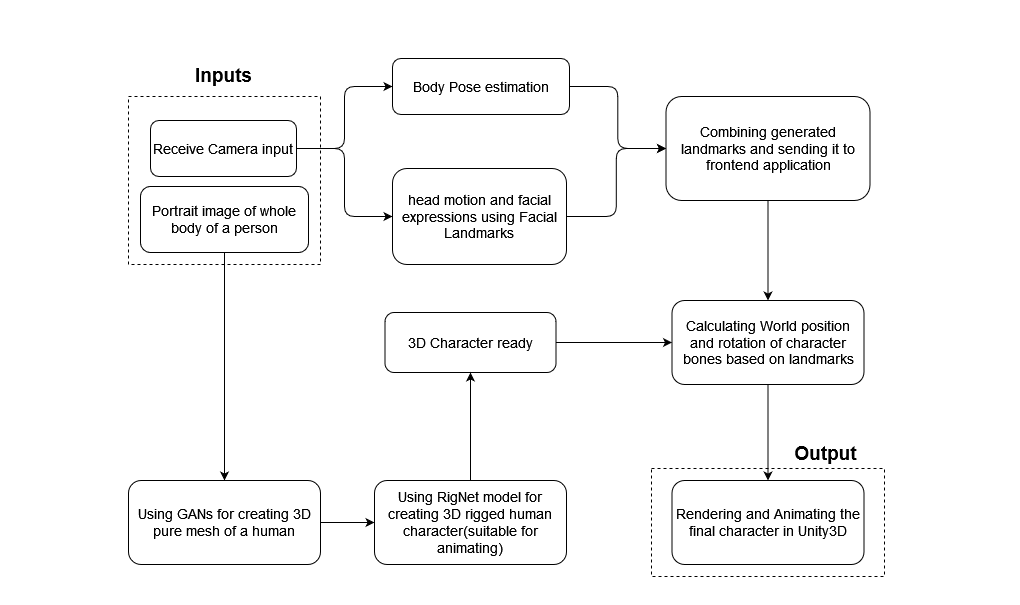 Inputs
Receive Camera input
Portrait image of whole
body of a person
Body Pose estimation
head motion and facial
expressions using Facial
Landmarks
Combining generated
landmarks and sending it to
frontend application
3D Character ready
Calculating World position
and rotation of character
bones based on landmarks
Using GANs for creating 3D
pure mesh of a human
Using RigNet model for
creating 3D rigged human
character(suitable for
animating)
Output
Rendering and Animating the
final character in Unity3D